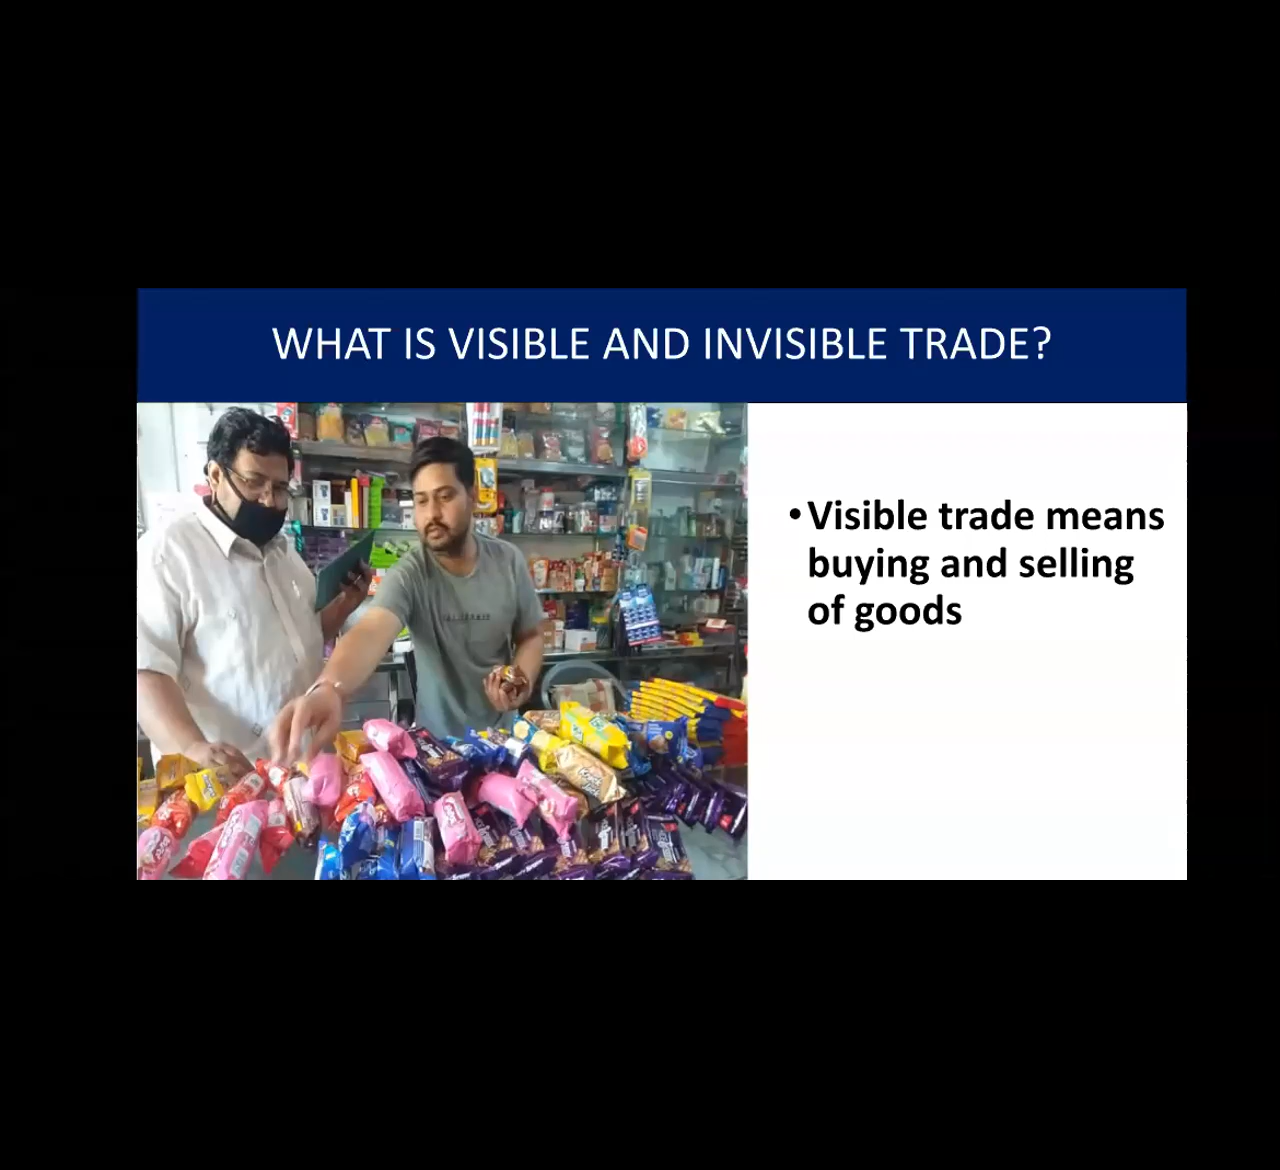 WHAT IS VISIBLE AND INVISIBLE TRADE?
•Visible trade means
buying and selling
of goods